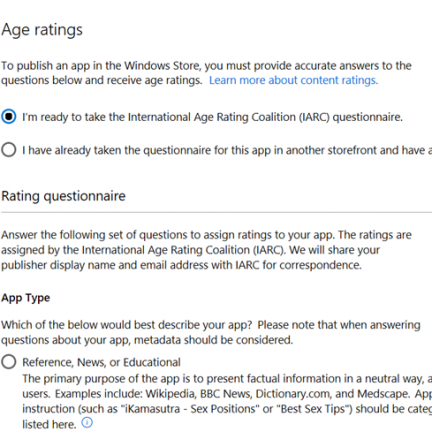 Age ratings
To publish an app in the Windows Store, you must provide accurate answers to the
questions below and receive age ratings. Learn more about content ratings.
I'm ready to take the International Age Rating Coalition (IARC) questionnaire.
I have already taken the questionnaire for this app in another storefront and have a
Rating questionnaire
Answer the following set of questions to assign ratings to your app. The ratings are
assigned by the International Age Rating Coalition (IARC). We will share your
publisher display name and email address with IARC for correspondence.
App Type
Which of the below would best describe your app? Please note that when answering
questions about your app, metadata should be considered.
Reference, News, or Educational
The primary purpose of the app is to present factual information in a neutral way, a
users. Examples include: Wikipedia, BBC News, Dictionary.com, and Medscape. App
instruction (such as "iKamasutra - Sex Positions" or "Best Sex Tips") should be categ
listed here.